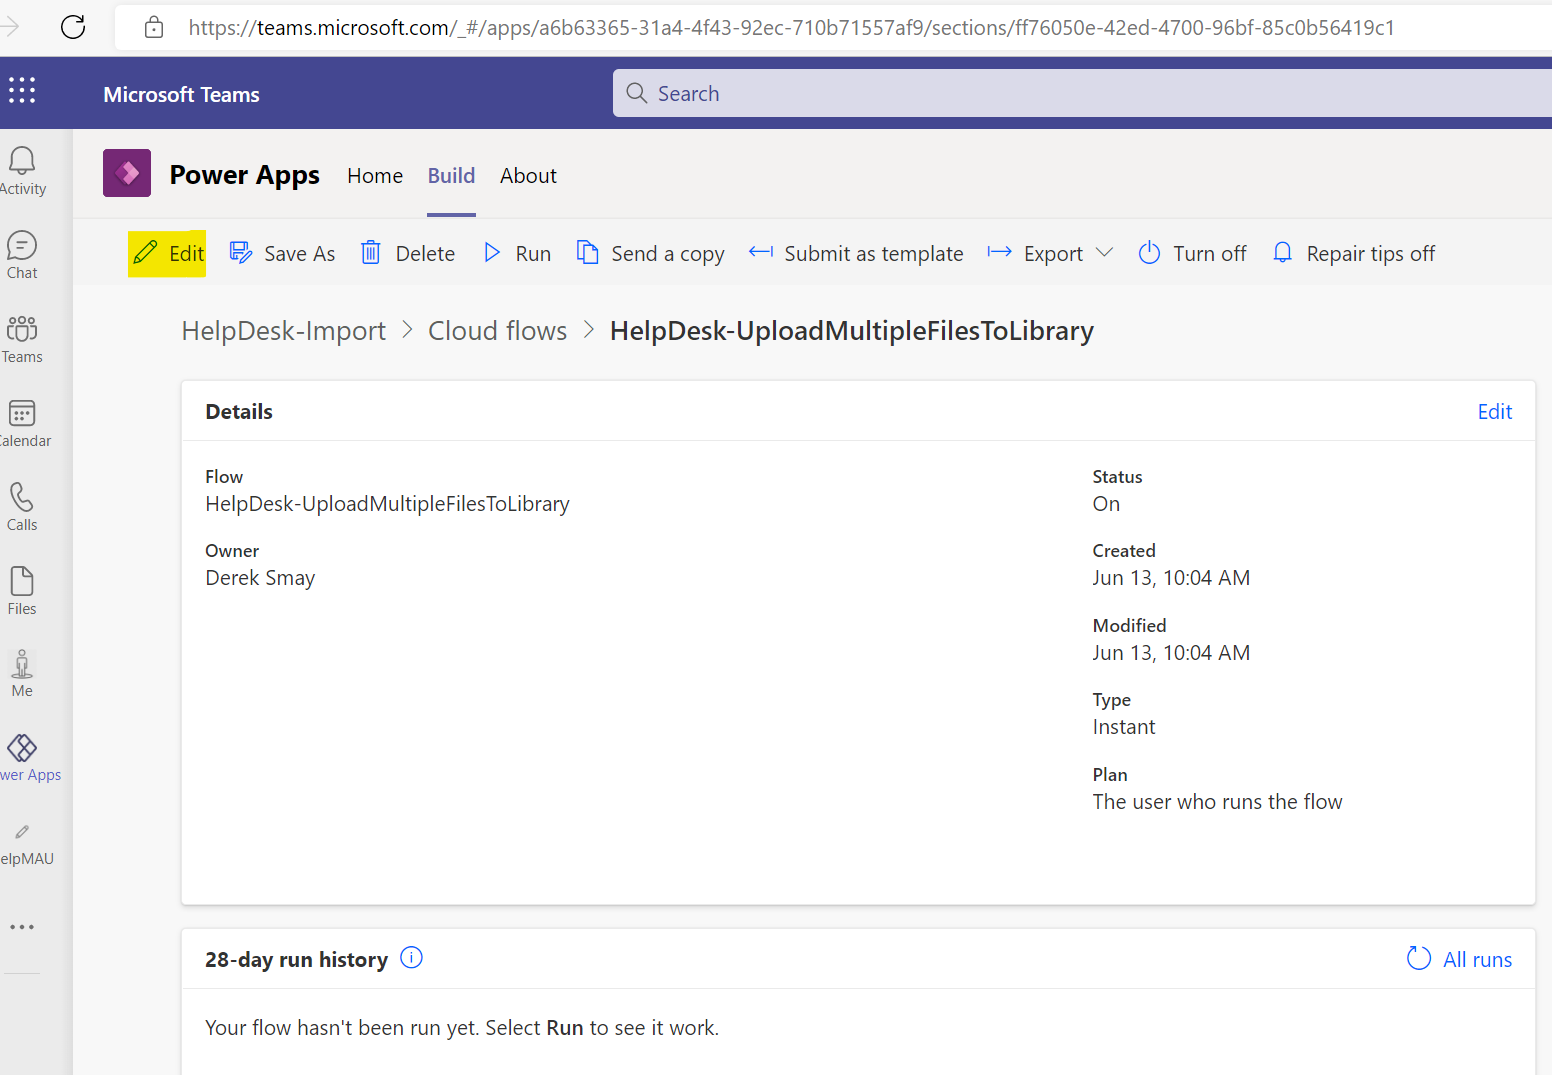 https://teams.microsoft.com/_#/apps/a6b63365-31a4-4f43-92ec-710b71557af9/sections/ff76050e-42ed-4700-96bf-85c0b56419c1
Microsoft Teams
Search
Power Apps Home Build About
Edit Save As Delete Run Send a copy Submit as template Export Turn off Repair tips off
HelpDesk-Import > Cloud flows > HelpDesk-UploadMultipleFilesToLibrary
Activity
Chat
Teams
Calendar
Calls
Files
Me
wer Apps
elpMAU
Details Edit
Flow
HelpDesk-UploadMultipleFilesToLibrary
Owner
Derek Smay
Status
On
Created
Jun 13, 10:04 AM
Modified
Jun 13, 10:04 AM
Type
Instant
Plan
The user who runs the flow
28-day run history All runs
Your flow hasn't been run yet. Select Run to see it work.